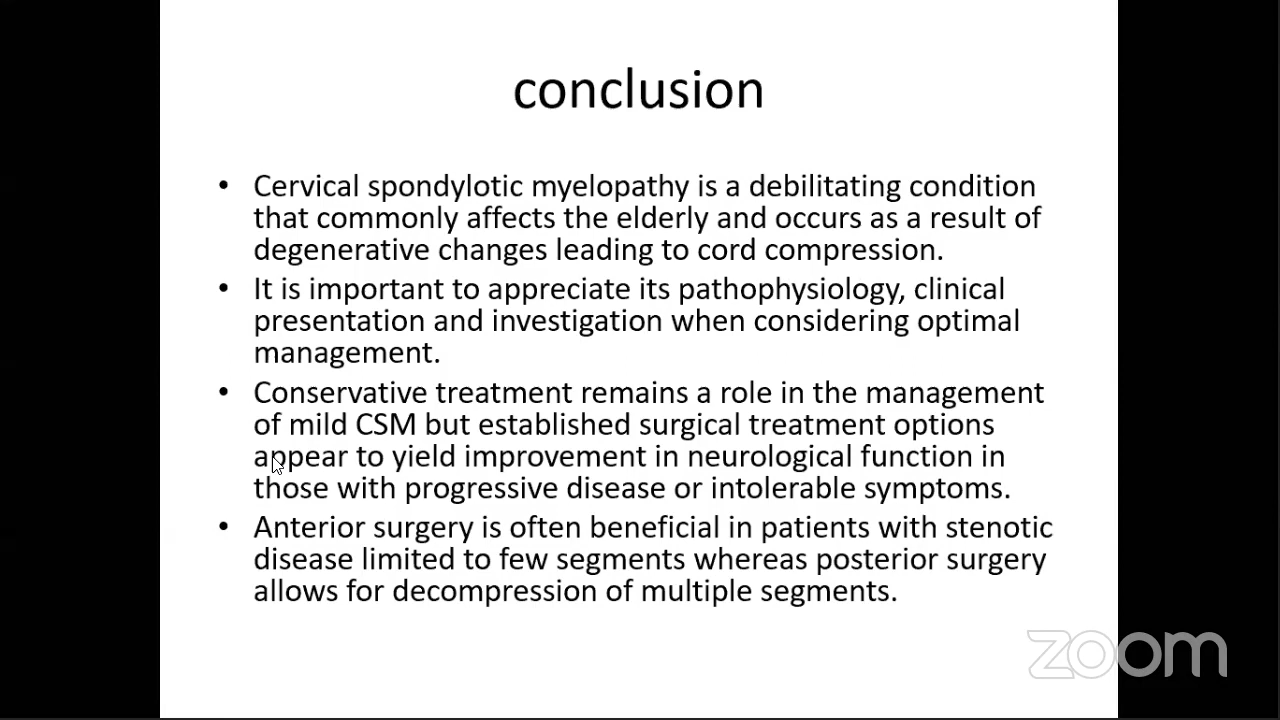 conclusion
• Cervical spondylotic myelopathy is a debilitating condition
that commonly affects the elderly and occurs as a result of
degenerative changes leading to cord compression.
• It is important to appreciate its pathophysiology, clinical
presentation and investigation when considering optimal
management.
• Conservative treatment remains a role in the management
of mild CSM but established surgical treatment options
appear to yield improvement in neurological function in
those with progressive disease or intolerable symptoms.
• Anterior surgery is often beneficial in patients with stenotic
disease limited to few segments whereas posterior surgery
allows for decompression of multiple segments.
zoom